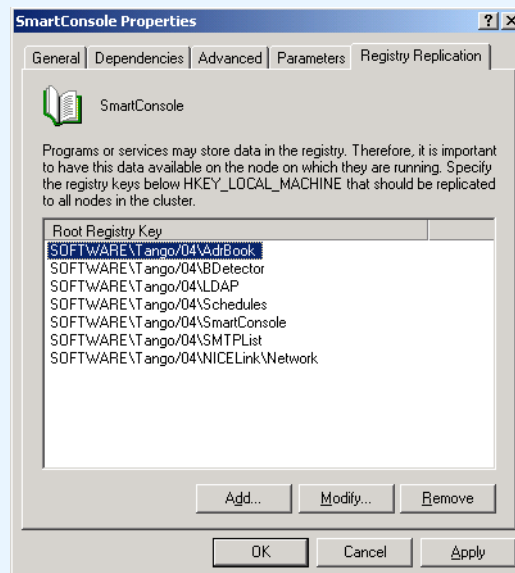 SmartConsole Properties
? X
General Dependencies Advanced Parameters Registry Replication
SmartConsole
Programs or services may store data in the registry. Therefore, it is important
to have this data available on the node on which they are running. Specify
the registry keys below HKEY_LOCAL_MACHINE that should be replicated
to all nodes in the cluster.
Root Registry Key
SOFTWARE\Tango/04\AdrBook
SOFTWARE\Tango/04\BDetector
SOFTWARE\Tango/04\LDAP
SOFTWARE\Tango/04\Schedules
SOFTWARE\Tango/04\SmartConsole
SOFTWARE\Tango/04\SMTPList
SOFTWARE\Tango/04\NICELink\Network
Add... Modify... Remove
OK Cancel Apply